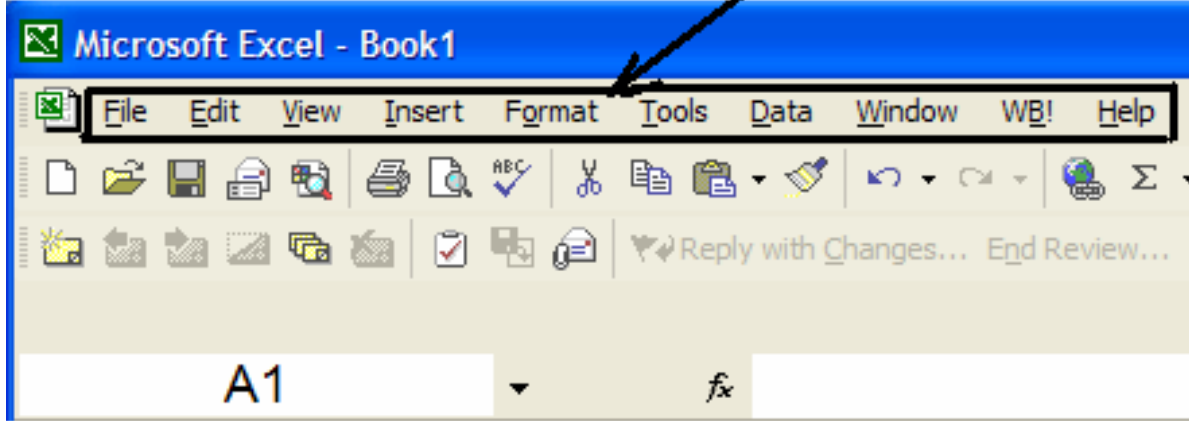 Microsoft Excel - Book1
File Edit View Insert Format Tools Data Window WB! Help
ABC Σ
Reply with Changes... End Review...
A1 fx